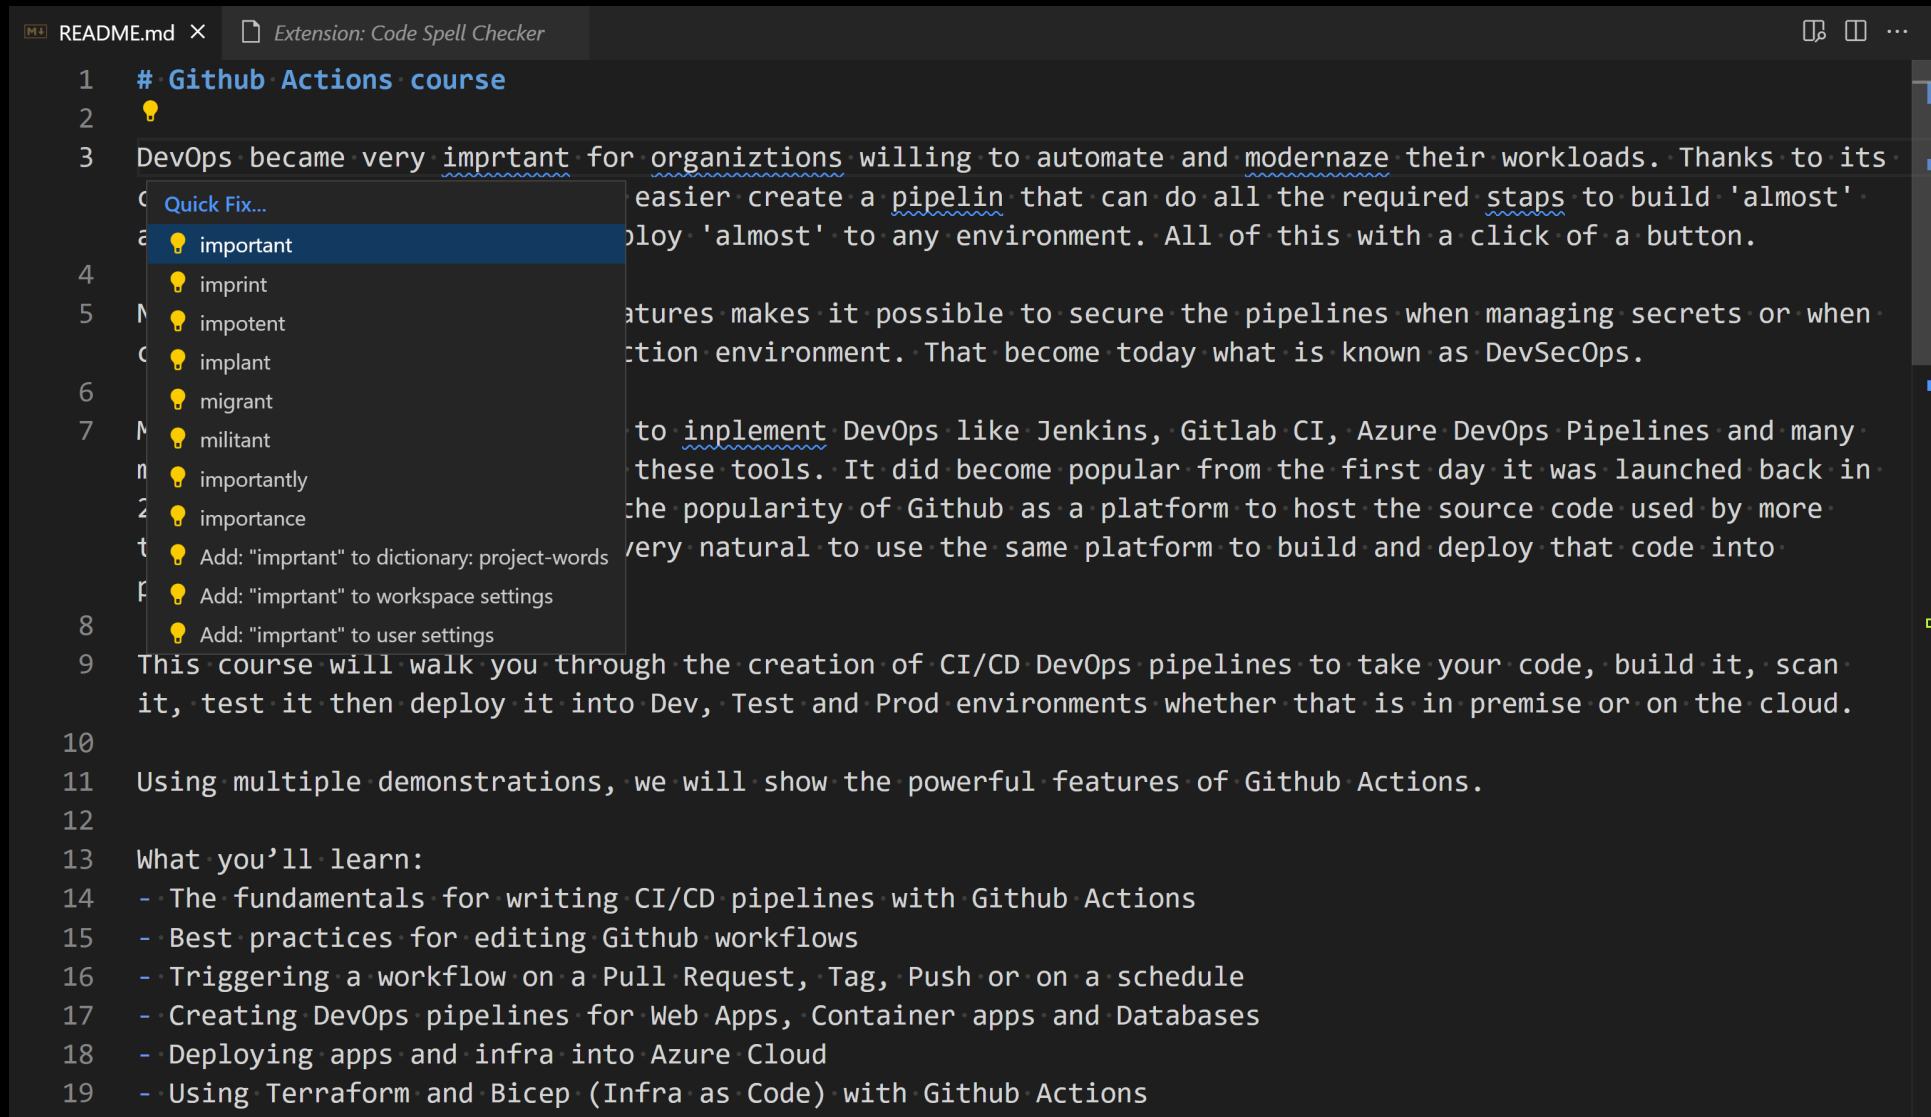 README.md
Extension: Code Spell Checker
1 # Github Actions course
2
3 DevOps became very imprtant for organiztions willing to automate and modernaze their workloads. Thanks to its
easier create a pipelin that can do all the required staps to build 'almost'
'almost' to any environment. All of this with a click of a button.
Quick Fix...
important
imprint
impotent
implant
migrant
militant
importantly
importance
Add: "imprtant" to dictionary: project-words
Add: "imprtant" to workspace settings
Add: "imprtant" to user settings
4
5 makes it possible to secure the pipelines when managing secrets or when
environment. That become today what is known as DevSecOps.
6
7 to inplement DevOps like Jenkins, Gitlab CI, Azure DevOps Pipelines and many
these tools. It did become popular from the first day it was launched back in
the popularity of Github as a platform to host the source code used by more
very natural to use the same platform to build and deploy that code into
8
9 This course will walk you through the creation of CI/CD DevOps pipelines to take your code, build it, scan
it, test it then deploy it into Dev, Test and Prod environments whether that is in premise or on the cloud.
10
11 Using multiple demonstrations, we will show the powerful features of Github Actions.
12
13 What you’ll learn:
14 - The fundamentals for writing CI/CD pipelines with Github Actions
15 - Best practices for editing Github workflows
16 - Triggering a workflow on a Pull Request, Tag, Push or on a schedule
17 - Creating DevOps pipelines for Web Apps, Container apps and Databases
18 - Deploying apps and infra into Azure Cloud
19 - Using Terraform and Bicep (Infra as Code) with Github Actions